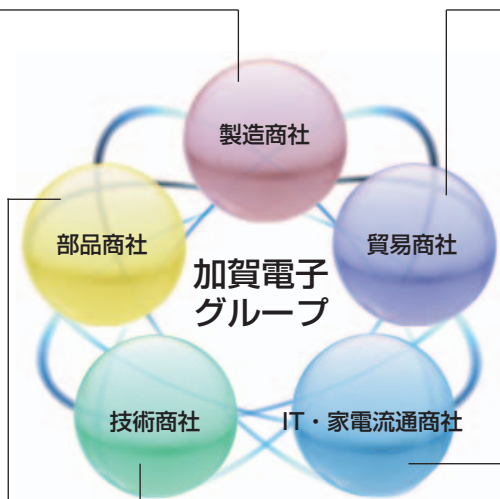 製造商社
部品商社
貿易商社
加賀電子
グループ
技術商社
IT・家電流通商社